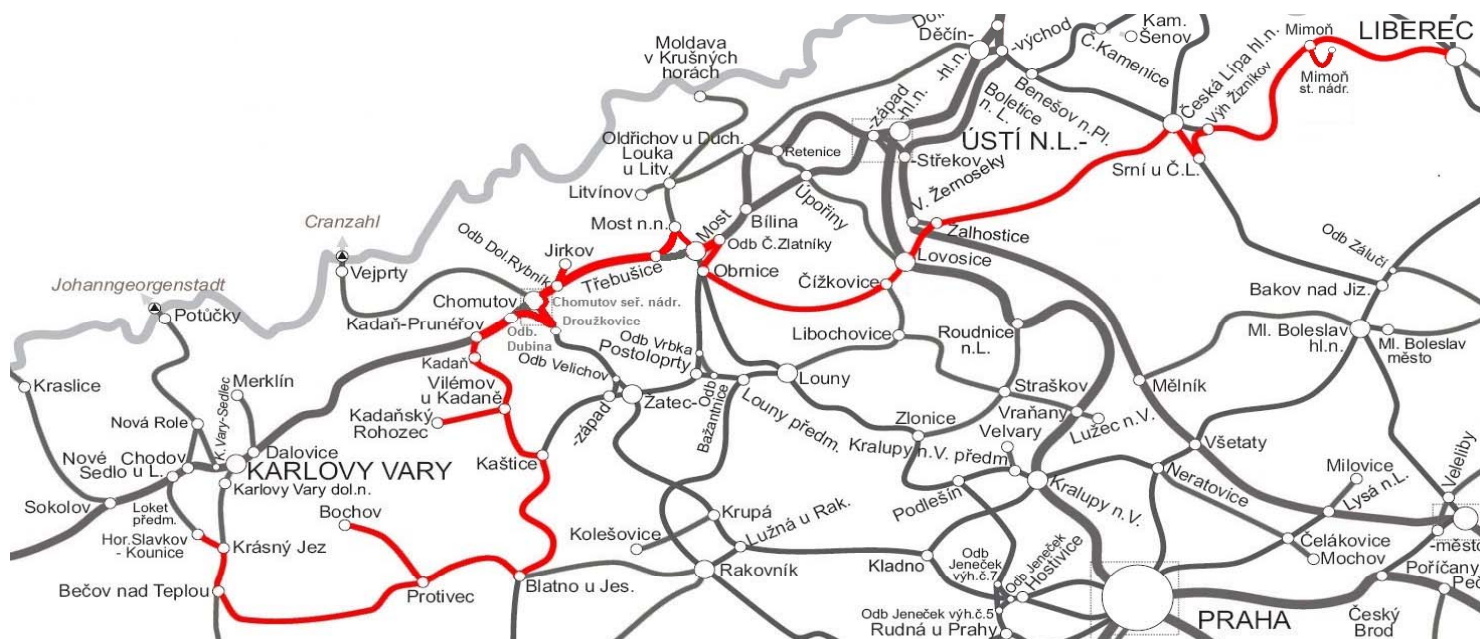 Děčín-
-hl.n.
-východ
Č.Kamenice
Kam.
Šenov
Mimoň
LIBEREC
Mimoň
st. nádr.
Česká Lípa hl.n.
Výh Žizníkov
Moldava
v Krušných
horách
-západ
-hl.n.
Boletice
n. L.
Benešov n.Pl.
ÚSTÍ N.L.-
-Střekov
Srní u Č.L.
Oldřichov u Duch.
Retenice
Louka
u Litv.
Litvínov
Úpořiny
V. Žernoseky
Žalhostice
Cranzahl
Most n.n.
Most
Bílina
Odb Č.Zlatníky
Lovosice
Odb Dol.Rybník
Jirkov
Třebušice
Obrnice
Čížkovice
Odb Zálučí
Vejprty
Johanngeorgenstadt
Potůčky
Chomutov
Chomutov seř. nádr.
Droužkovice
Bakov nad Jiz.
Kadaň-Prunéřov
Odb.
Dubina
Libochovice
Roudnice
n.L.
Ml. Boleslav
hl.n.
Ml. Boleslav
město
Kadaň
Odb Velichov
Odb Vrbka
Postoloprty
Kraslice
Merklín
Vilémov
u Kadaně
Louny
Straškov
Mělník
Kadaňský
Rohozec
-západ
Žatec-
Odb
Bažantnice
Louny předm.
Zlonice
Vraňany
Lužec n.V.
Nová Role
K.Vary-Sedlec
Velvary
Kralupy n.V. předm
Všetaty
Nové
Sedlo u L.
Chodov
Dalovice
KARLOVY VARY
Kaštice
Podlešín
Kralupy n.V.
Neratovice
Milovice
Lysá n.L.
Veleliby
Sokolov
Karlovy Vary dol.n.
Loket
předm.
Bochov
Krupá
Kolešovice
Lužná u Rak.
Hor.Slavkov
- Kounice
Krásný Jez
Kladno
Odb
Jeneček
výh.č.7
Odb Jeneček
Hostivice
Čelákovice
Mochov
-město
Poříčany
Bečov nad Teplou
Protivec
Blatno u Jes.
Rakovník
Odb Jeneček výh.č.5
Rudná u Prahy
PRAHA
Český
Brod